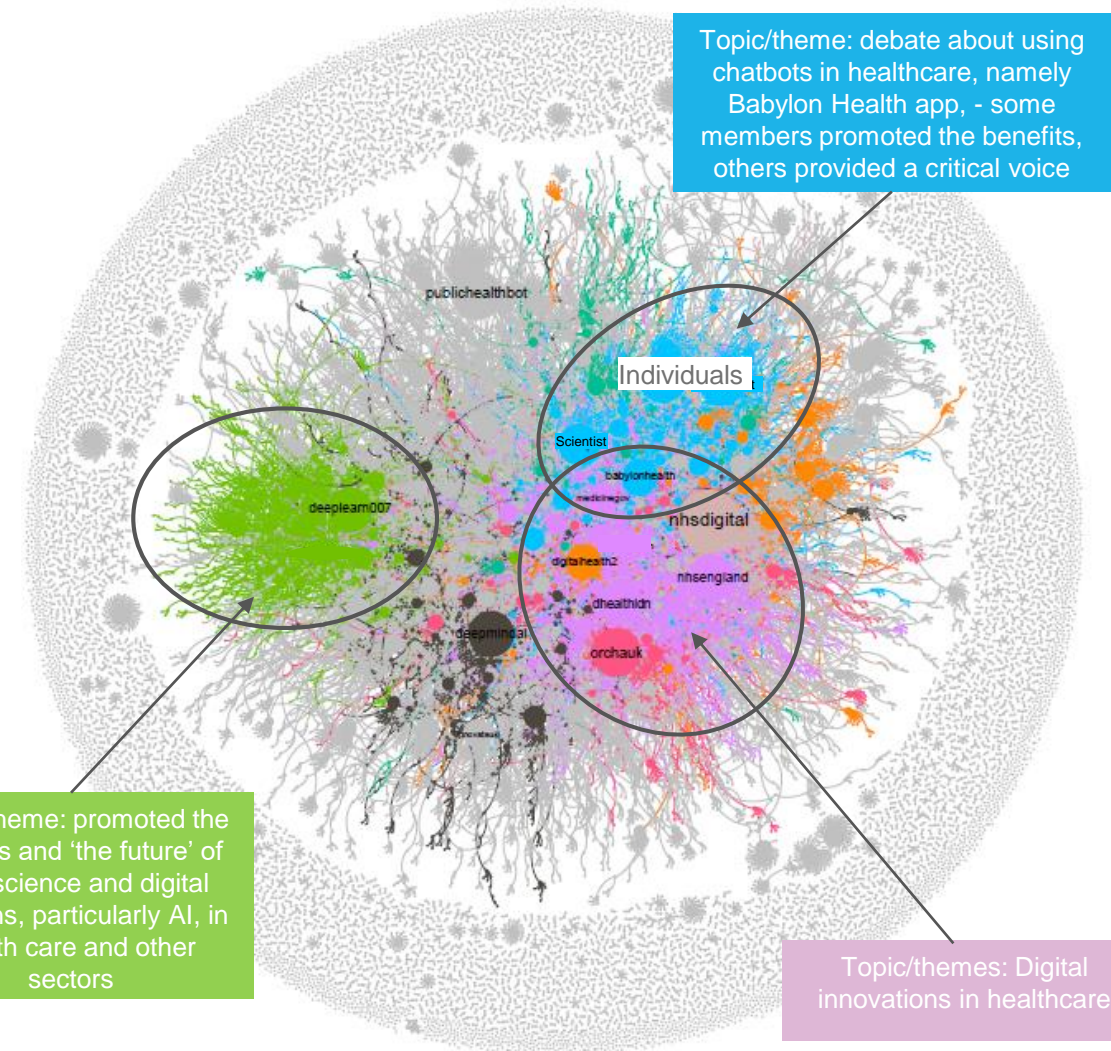 Topic/theme: debate about using
chatbots in healthcare, namely
Babylon Health app, - some
members promoted the benefits,
others provided a critical voice
publichealthbot
Individuals
t
Scientist
babylonhealth
medicinegov
deeplearn007
nhsdigital
digitalhealth2
nhsengland
dhealthldn
deepmindai
orchauk
heme: promoted the
s and ‘the future’ of
science and digital
ns, particularly AI, in
th care and other
sectors
Topic/themes: Digital
innovations in healthcare